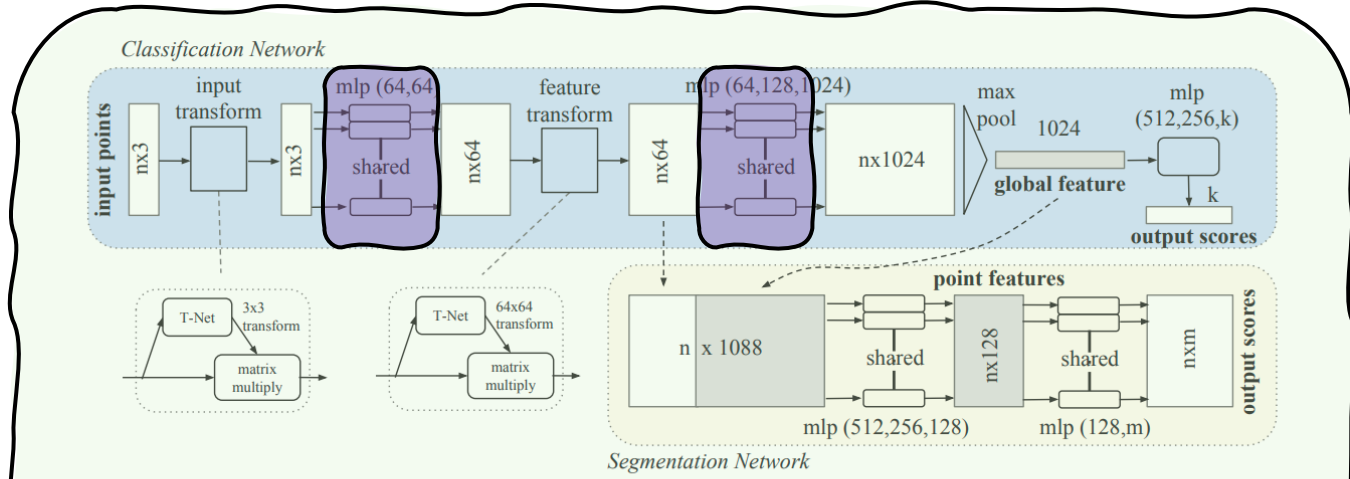 Classification Network
input points
nx3
input
transform
nx3
mlp (64,64
shared
nx64
feature
transform
nx64
mlp (64,128,1024)
shared
nx1024
max
pool
1024
global feature
mlp
(512,256,k)
k
output scores
T-Net
3x3
transform
matrix
multiply
T-Net
64x64
transform
matrix
multiply
point features
n x 1088
shared
mlp (512,256,128)
nx128
shared
mlp (128,m)
nxm
output scores
Segmentation Network